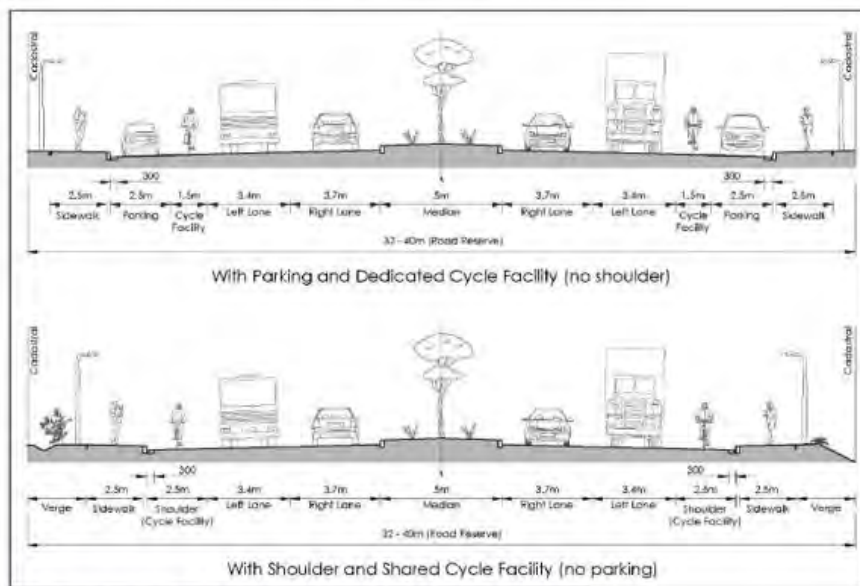 Cadastral
Cadastral
300
300
2.5m 2.5m 1.5m 3.4m 3.7m 5m 3.7m 3.4m 1.5m 2.5m 2.5m
Sidewalk Parking Cycle Facility Left Lane Right Lane Median Right Lane Left Lane Cycle Facility Parking Sidewalk
32 - 40m (Road Reserve)
With Parking and Dedicated Cycle Facility (no shoulder)
Cadastral
Cadastral
300
300
2.5m 2.5m 3.4m 3.7m 5m 3.7m 3.4m 2.5m 2.5m
Verge Sidewalk Shoulder (Cycle Facility) Left Lane Right Lane Median Right Lane Left Lane Shoulder (Cycle Facility) Sidewalk Verge
32 - 40m (Road Reserve)
With Shoulder and Shared Cycle Facility (no parking)